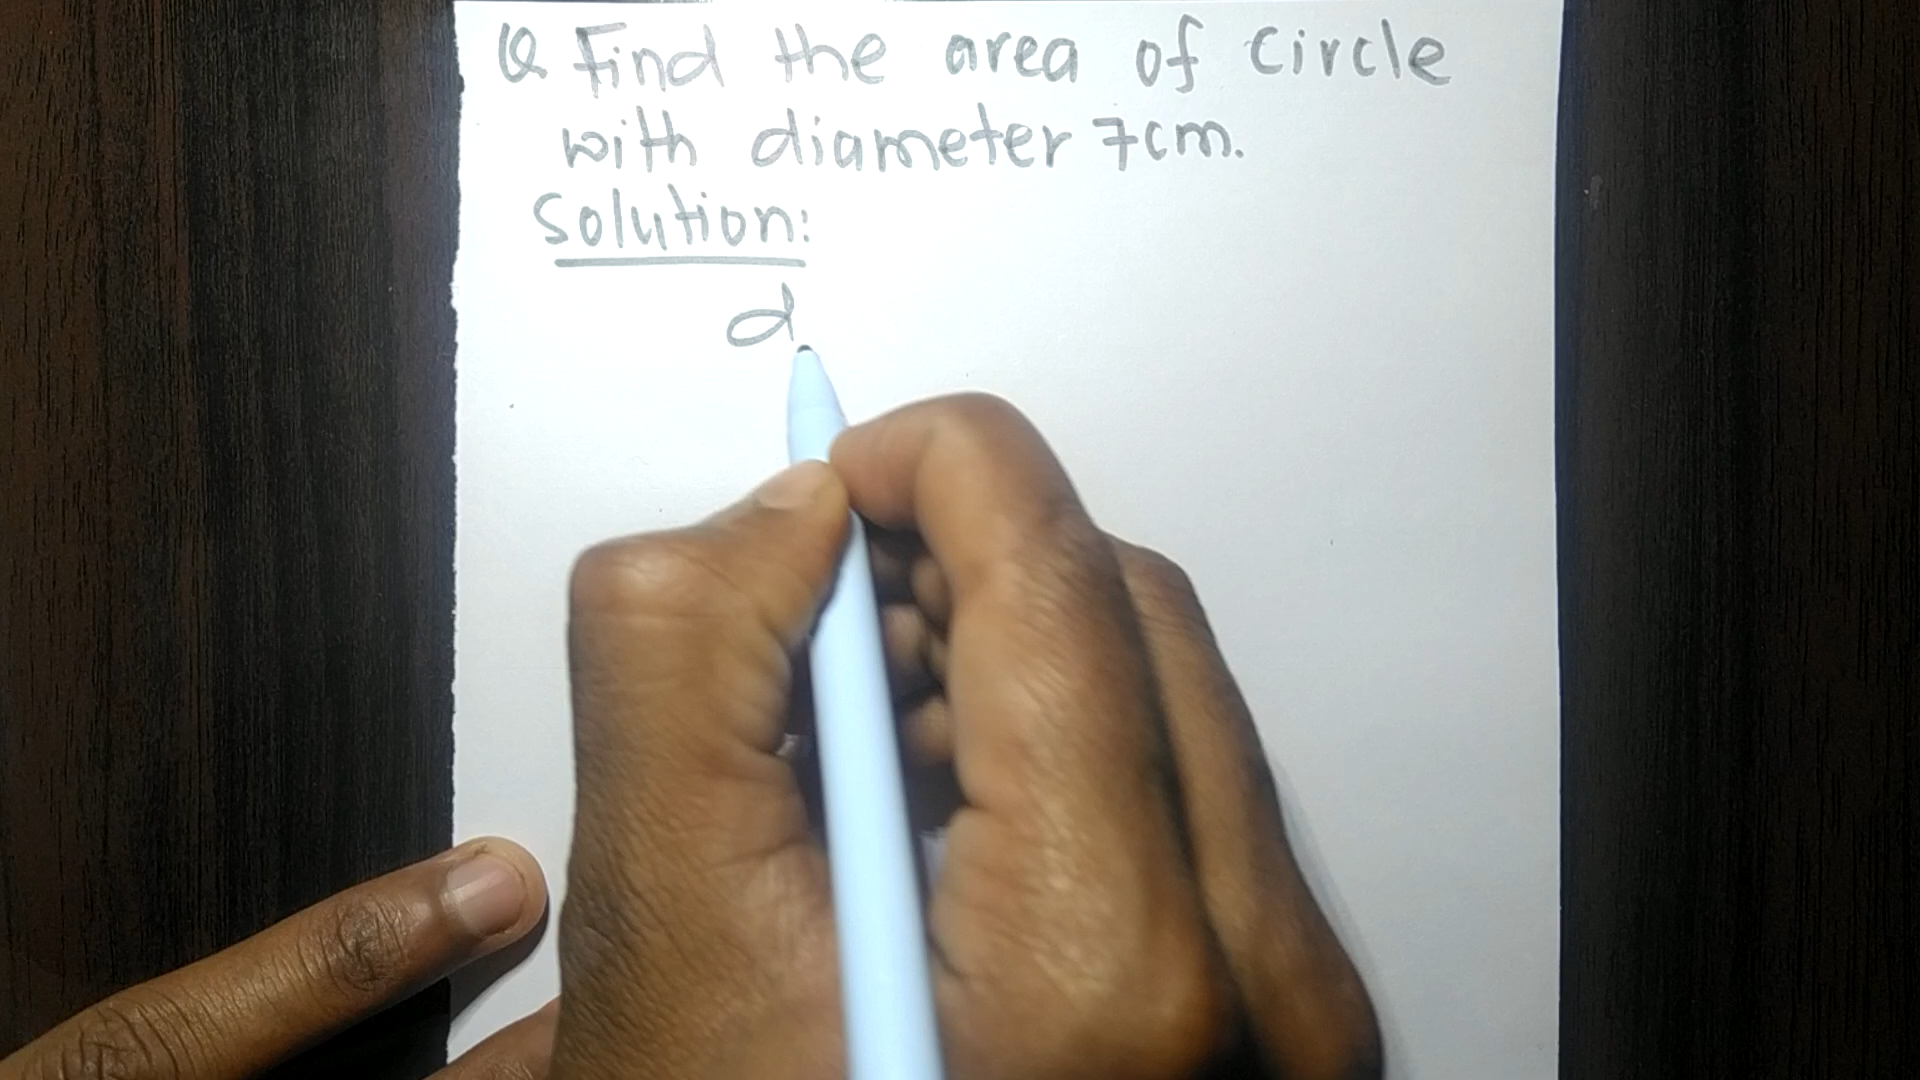 Q Find the area of circle
with diameter 7cm.
Solution:
d